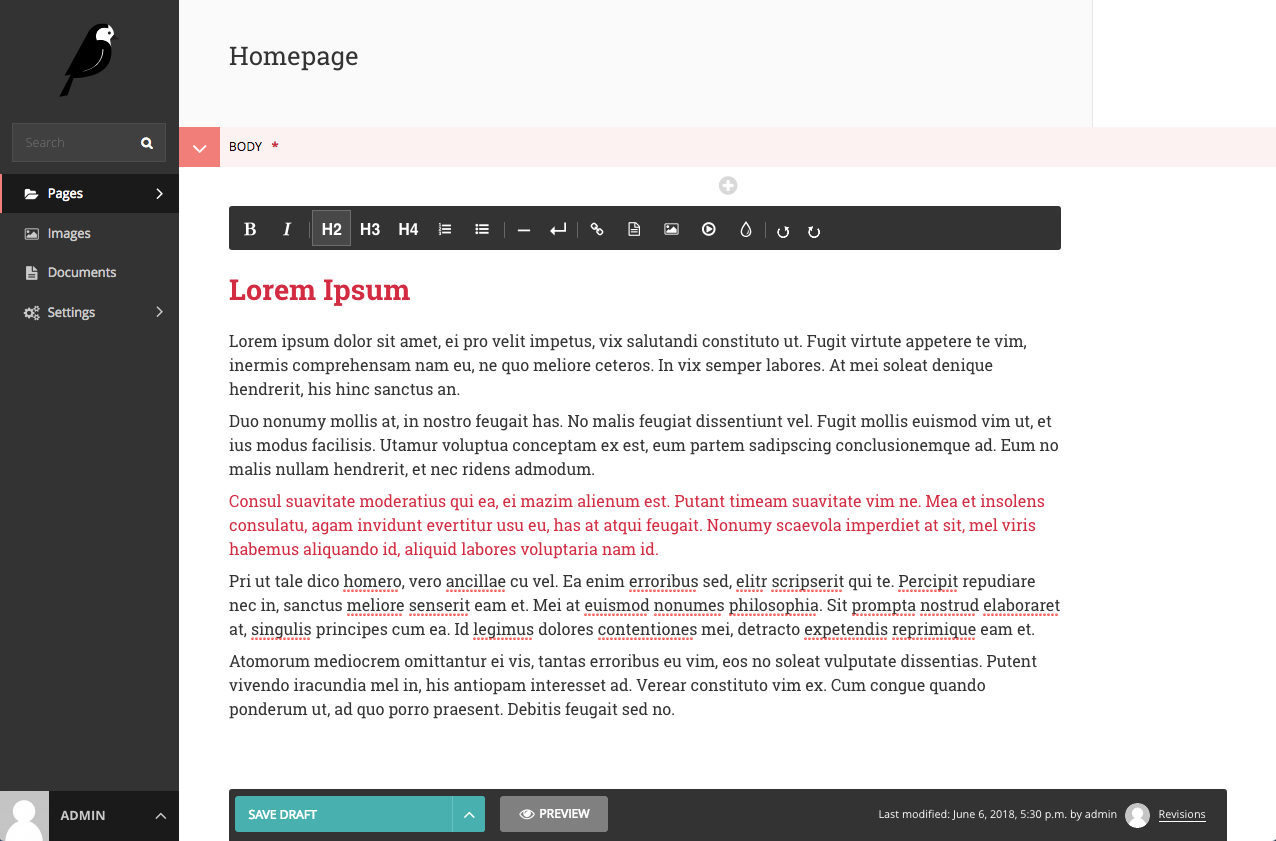 Search
Pages
Images
Documents
Settings
ADMIN
Homepage
BODY *
B I H2 H3 H4
Lorem Ipsum
Lorem ipsum dolor sit amet, ei pro velit impetus, vix salutandi constituto ut. Fugit virtute appetere te vim,
inermis comprehensam nam eu, ne quo meliore ceteros. In vix semper labores. At mei soleat denique
hendrerit, his hinc sanctus an.
Duo nonumy mollis at, in nostro feugait has. No malis feugiat dissentiunt vel. Fugit mollis euismod vim ut, et
ius modus facilisis. Utamur voluptua conceptam ex est, eum partem sadipscing conclusionemque ad. Eum no
malis nullam hendrerit, et nec ridens admodum.
Consul suavitate moderatius qui ea, ei mazim alienum est. Putant timeam suavitate vim ne. Mea et insolens
consulatu, agam invidunt evertitur usu eu, has at atqui feugait. Nonumy scaevola imperdiet at sit, mel viris
habemus aliquando id, aliquid labores voluptaria nam id.
Pri ut tale dico homero, vero ancillae cu vel. Ea enim erroribus sed, elitr scripserit qui te. Percipit repudiare
nec in, sanctus meliore senserit eam et. Mei at euismod nonumes philosophia. Sit prompta nostrud elaboraret
at, singulis principes cum ea. Id legimus dolores contentiones mei, detracto expetendis reprimique eam et.
Atomorum mediocrem omittantur ei vis, tantas erroribus eu vim, eos no soleat vulputate dissentias. Putent
vivendo iracundia mel in, his antiopam interesset ad. Verear constituto vim ex. Cum congue quando
ponderum ut, ad quo porro praesent. Debitis feugait sed no.
SAVE DRAFT PREVIEW Last modified: June 6, 2018, 5:30 p.m. by admin Revisions